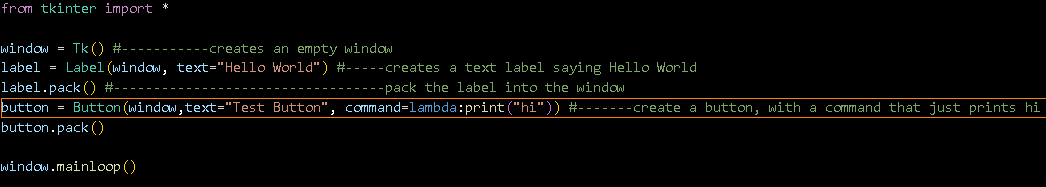 from tkinter import *
window = Tk() #-----------creates an empty window
label = Label(window, text="Hello World") #-----creates a text label saying Hello World
label.pack() #----------------------------------pack the label into the window
button = Button(window,text="Test Button", command=lambda:print("hi")) #-------create a button, with a command that just prints hi
button.pack()
window.mainloop()